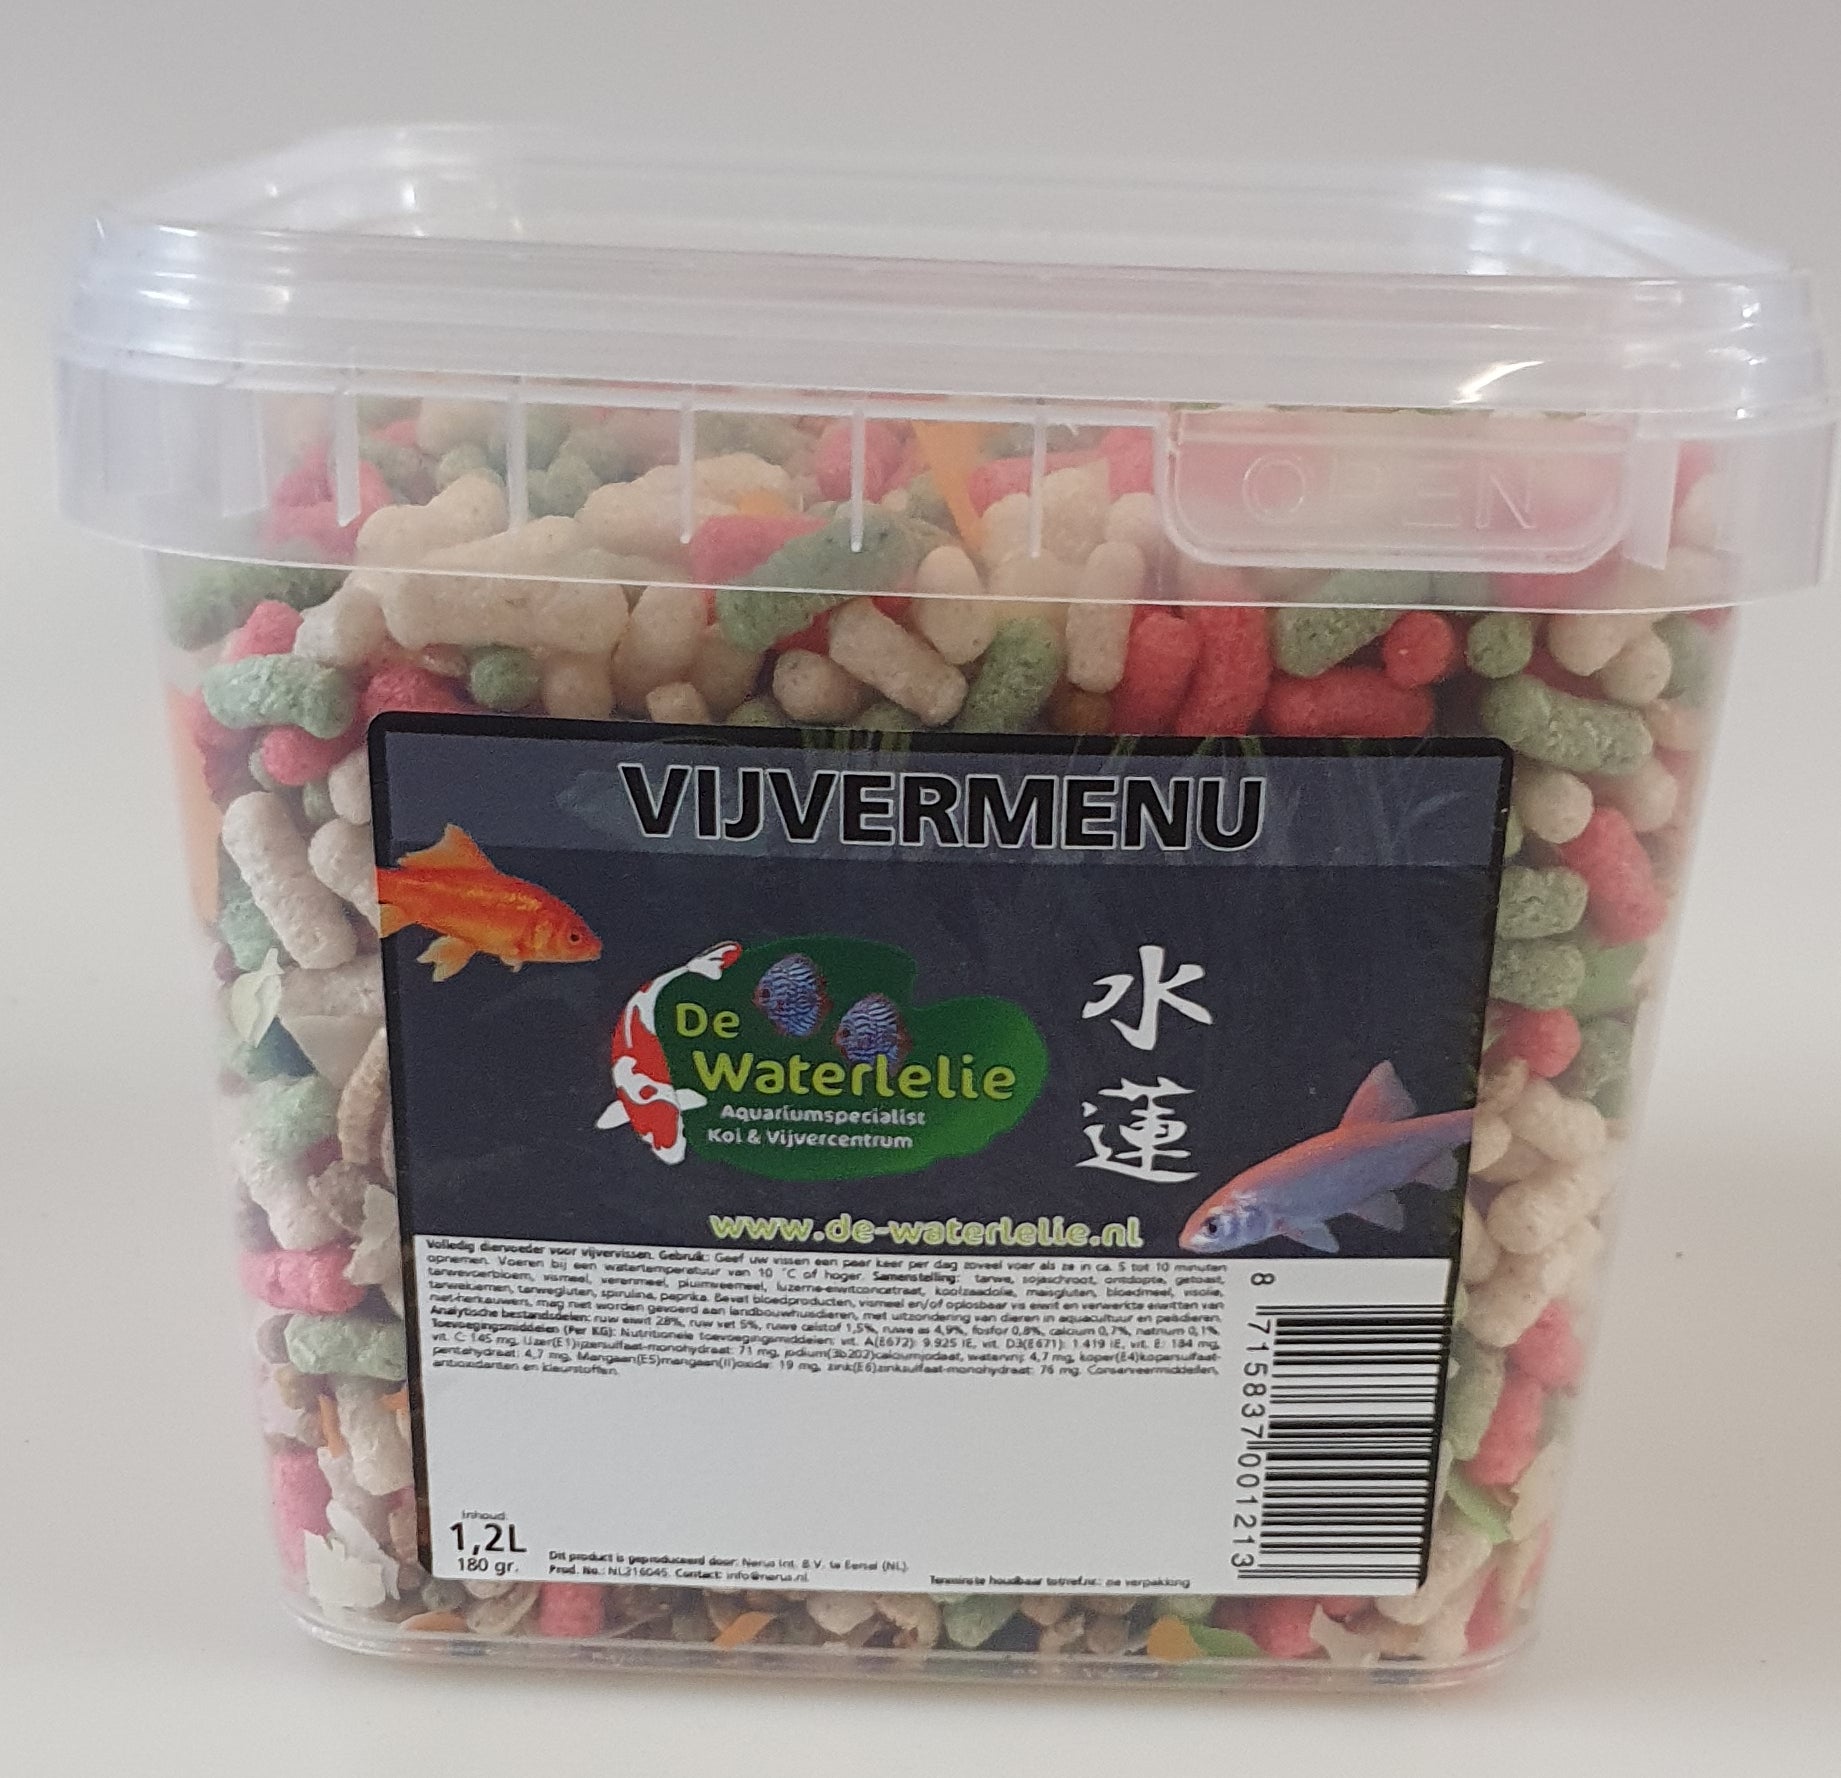 OPEN
VIJVERMENU
De
Waterlelie
Aquariumspecialist
Koi & Vijvercentrum
水
蓮
www.de-waterlelie.nl
Volledig diervoeder voor vijvervissen. Gebruik: Geef uw vissen een paar keer per dag zoveel voer als ze in ca. 5 tot 10 minuten
opnemen. Voeren bij een watertemperatuur van 10 °C of hoger. Samenstelling: tarwe, sojaschroot, ontdopte, getoast,
tarwevoerbloem, vismeel, verenmeel, pluimveemeel, luzerne-eiwitconcetraat, koolzaadolie, maisgluten, bloedmeel, visolie,
tarwekiemen, tarwegluten, spirulina, paprika. Bevat bloedproducten, vismeel en/of oplosbaar vis eiwit en verwerkte eiwitten van
niet-herkauwers, mag niet worden gevoerd aan landbouwhuisdieren, met uitzondering van dieren in aquacultuur en pelsdieren.
Analytische bestandsdelen: ruw eiwit 28%, ruw vet 5%, ruwe celstof 1,5%, ruwe as 4,9%, fosfor 0,8%, calcium 0,7%, natrium 0,1%.
Toevoegingsmiddelen (Per KG): Nutritionele toevoegingsmiddelen: vit. A(E672): 9.925 IE, vit. D3(E671): 1.419 IE, vit. E: 184 mg,
vit. C: 145 mg, IJzer(E1)ijzersulfaat-monohydraat: 71 mg, jodium(3b202)calciumjodaat, watervrij: 4,7 mg, koper(E4)kopersulfaat-
pentahydraat: 4,7 mg, Mangaan(E5)mangaan(II)oxide: 19 mg, zink(E6)zinksulfaat-monohydraat: 76 mg. Conserveermiddelen,
antioxidanten en kleurstoffen.
8 715837 001213
Inhoud:
1,2L
180 gr.
Dit product is geproduceerd door: Nerus Int. B.V. te Eersel (NL).
Prod. No.: NL216045. Contact: info@nerus.nl
Tenminste houdbaar tot/ref.nr.: zie verpakking